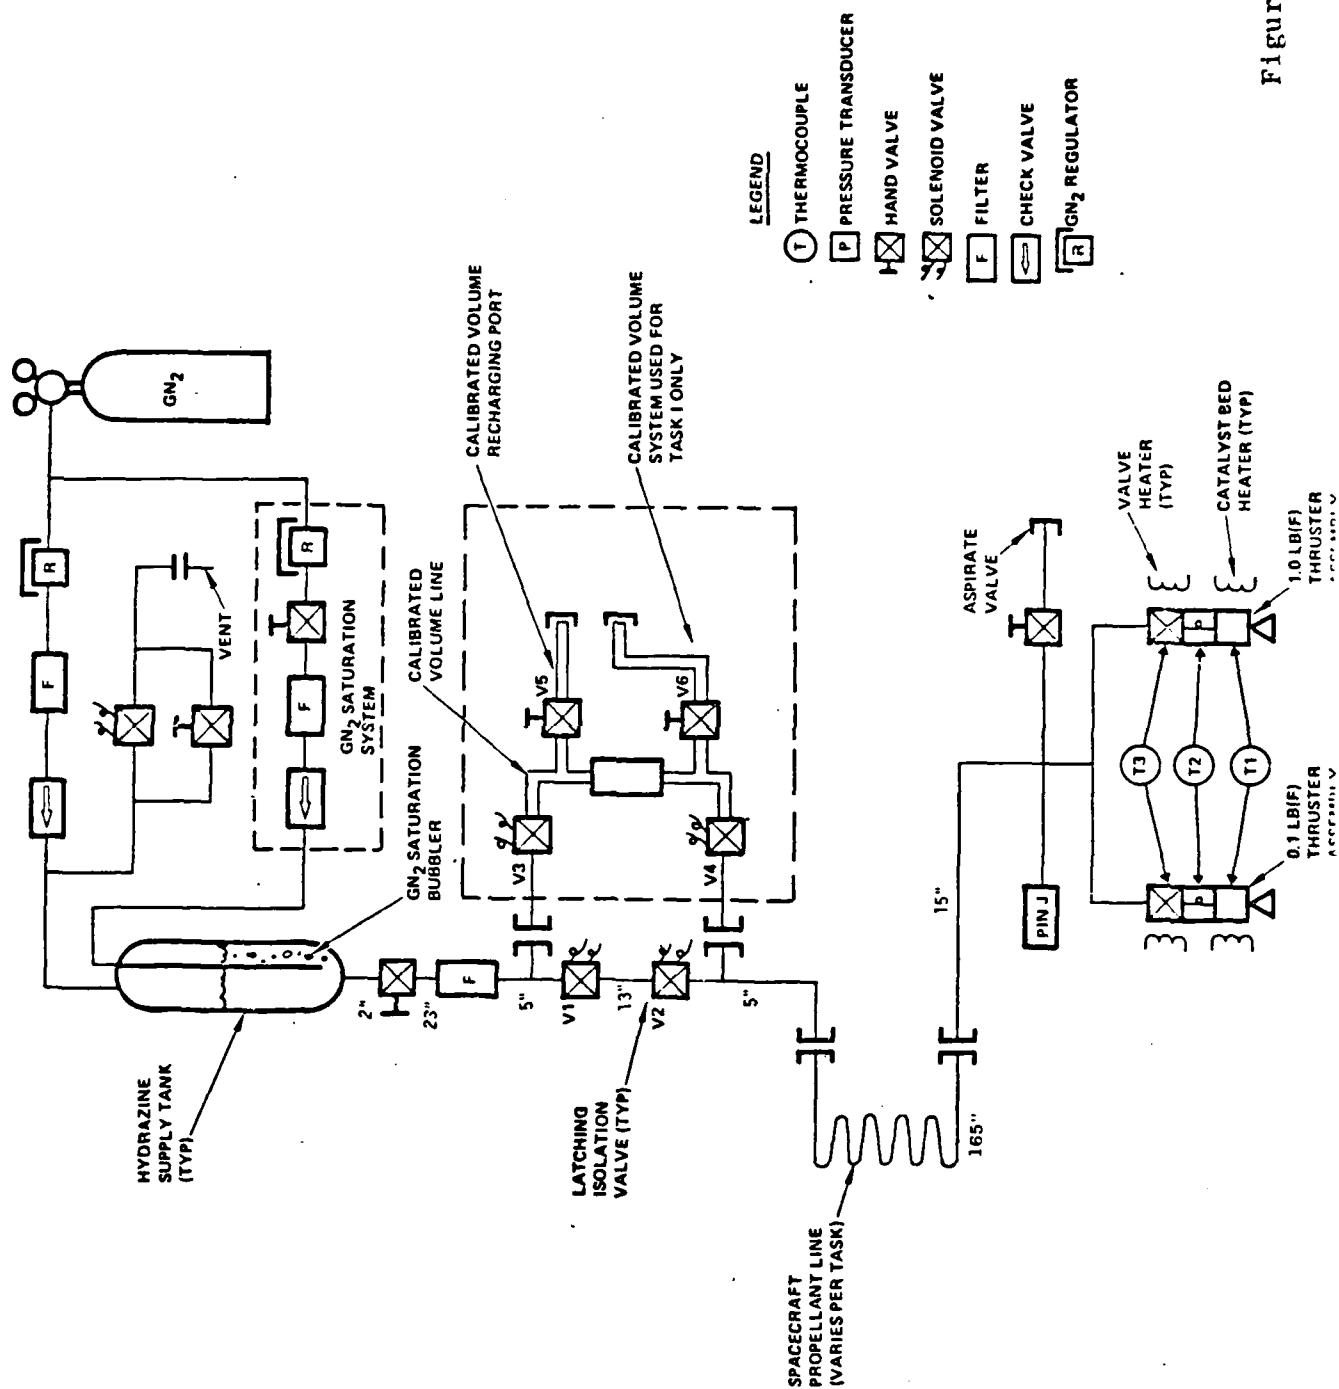 GN2
R
F
VENT
R
F
GN2 SATURATION
SYSTEM
HYDRAZINE
SUPPLY TANK
(TYP)
GN2 SATURATION
BUBBLER
2"
23"
F
5"
V1
13"
V2
5"
LATCHING
ISOLATION
VALVE (TYP)
CALIBRATED
VOLUME LINE
CALIBRATED VOLUME
RECHARGING PORT
CALIBRATED VOLUME
SYSTEM USED FOR
TASK I ONLY
V3
V4
V5
V6
SPACECRAFT
PROPELLANT LINE
(VARIES PER TASK)
165"
15"
PIN J
ASPIRATE
VALVE
VALVE
HEATER
(TYP)
CATALYST BED
HEATER (TYP)
T3
T2
T1
P
P
0.1 LB(F)
THRUSTER
1.0 LB(F)
THRUSTER
LEGEND
T THERMOCOUPLE
P PRESSURE TRANSDUCER
HAND VALVE
SOLENOID VALVE
F FILTER
CHECK VALVE
R GN2 REGULATOR
Figur